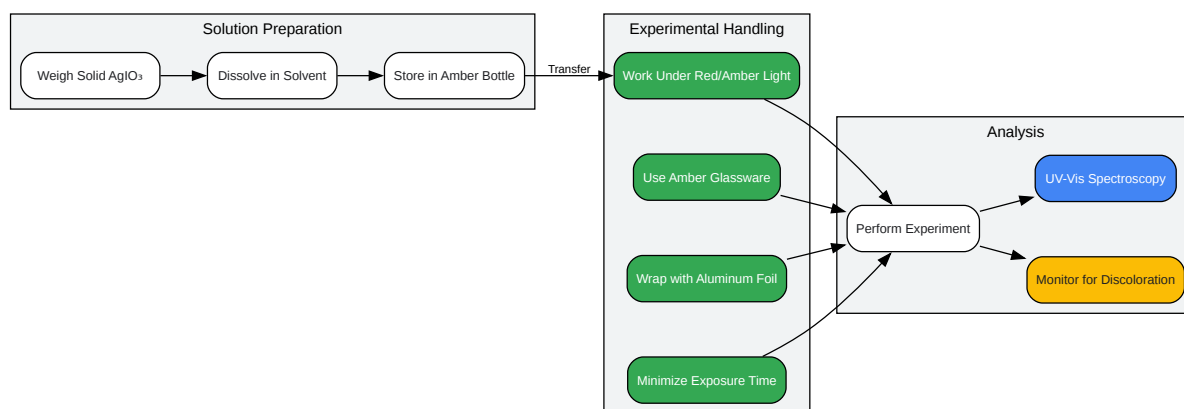 Solution Preparation
Weigh Solid AgIO₃
Dissolve in Solvent
Store in Amber Bottle
Transfer
Experimental Handling
Work Under Red/Amber Light
Use Amber Glassware
Wrap with Aluminum Foil
Minimize Exposure Time
Analysis
Perform Experiment
UV-Vis Spectroscopy
Monitor for Discoloration